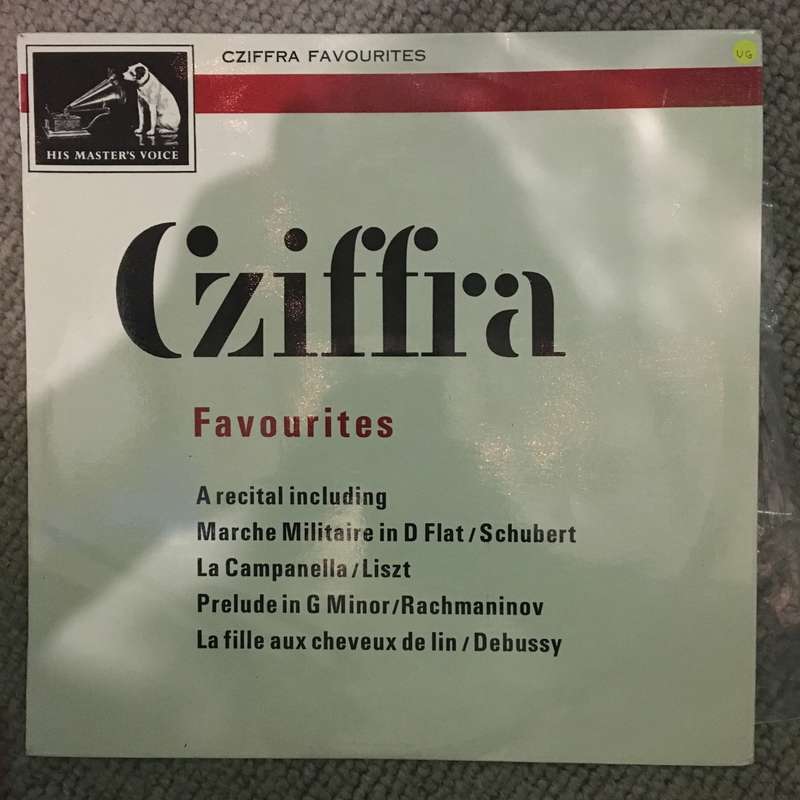 CZIFFRA FAVOURITES
VG
HIS MASTER'S VOICE
Cziffra
Favourites
A recital including
Marche Militaire in D Flat/Schubert
La Campanella/Liszt
Prelude in G Minor/Rachmaninov
La fille aux cheveux de lin/Debussy